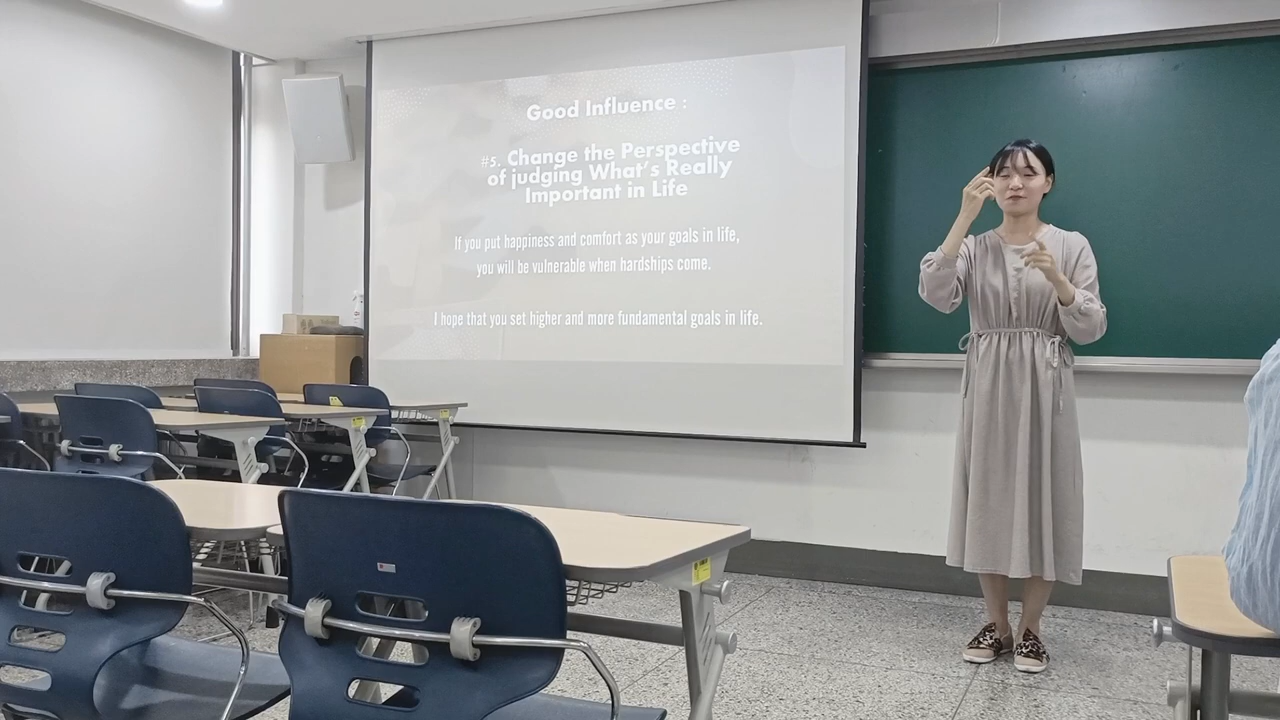 Good Influence :
#5. Change the Perspective
of judging What's Really
Important in Life
If you put happiness and comfort as your goals in life,
you will be vulnerable when hardships come.
I hope that you set higher and more fundamental goals in life.